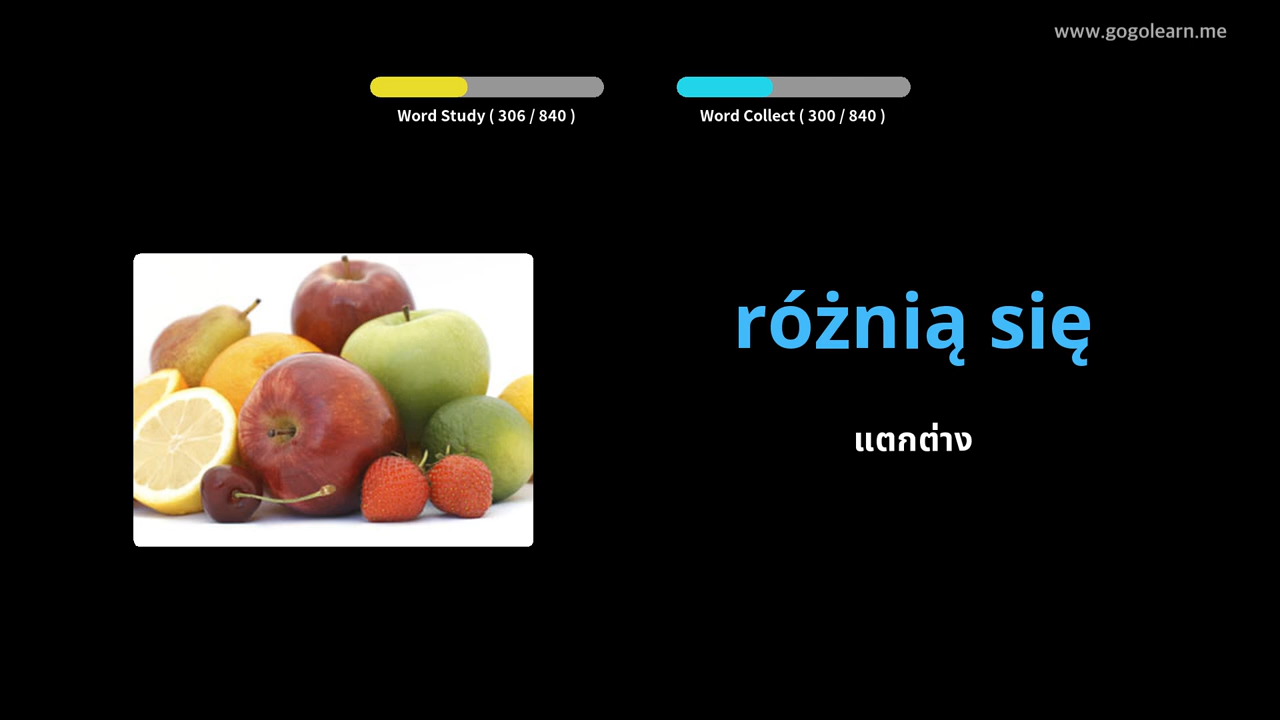 www.gogolearn.me
Word Study ( 306 / 840 )
Word Collect ( 300 / 840 )
różnią się
แตกต่าง